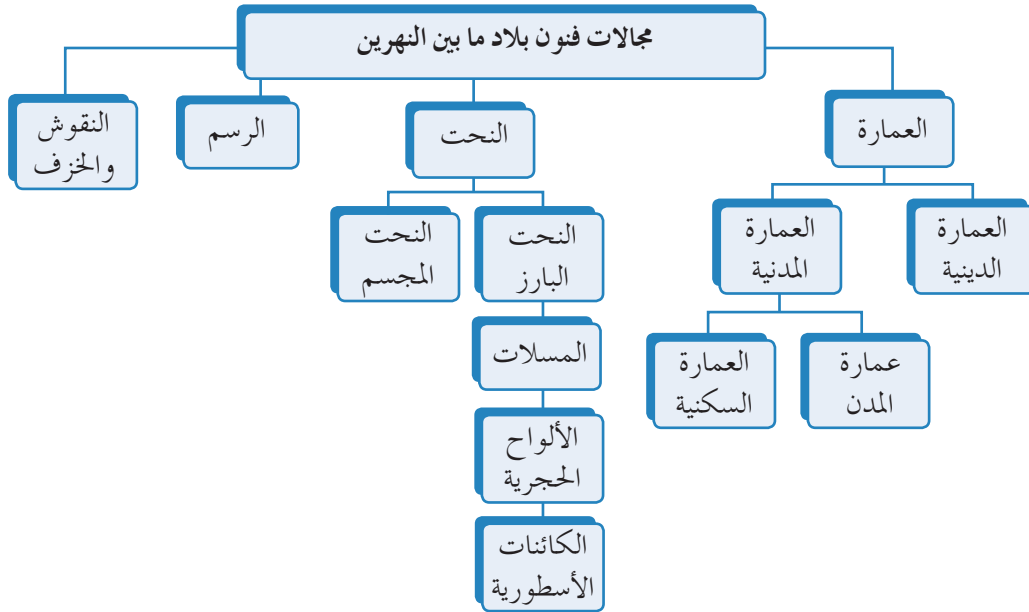 مجالات فنون بلاد ما بين النهرين
العمارة
النحت
الرسم
النقوش
والخزف
العمارة
الدينية
العمارة
المدنية
النحت
البارز
النحت
المجسم
عمارة
المدن
العمارة
السكنية
المسلات
الألواح
الحجرية
الكائنات
الأسطورية